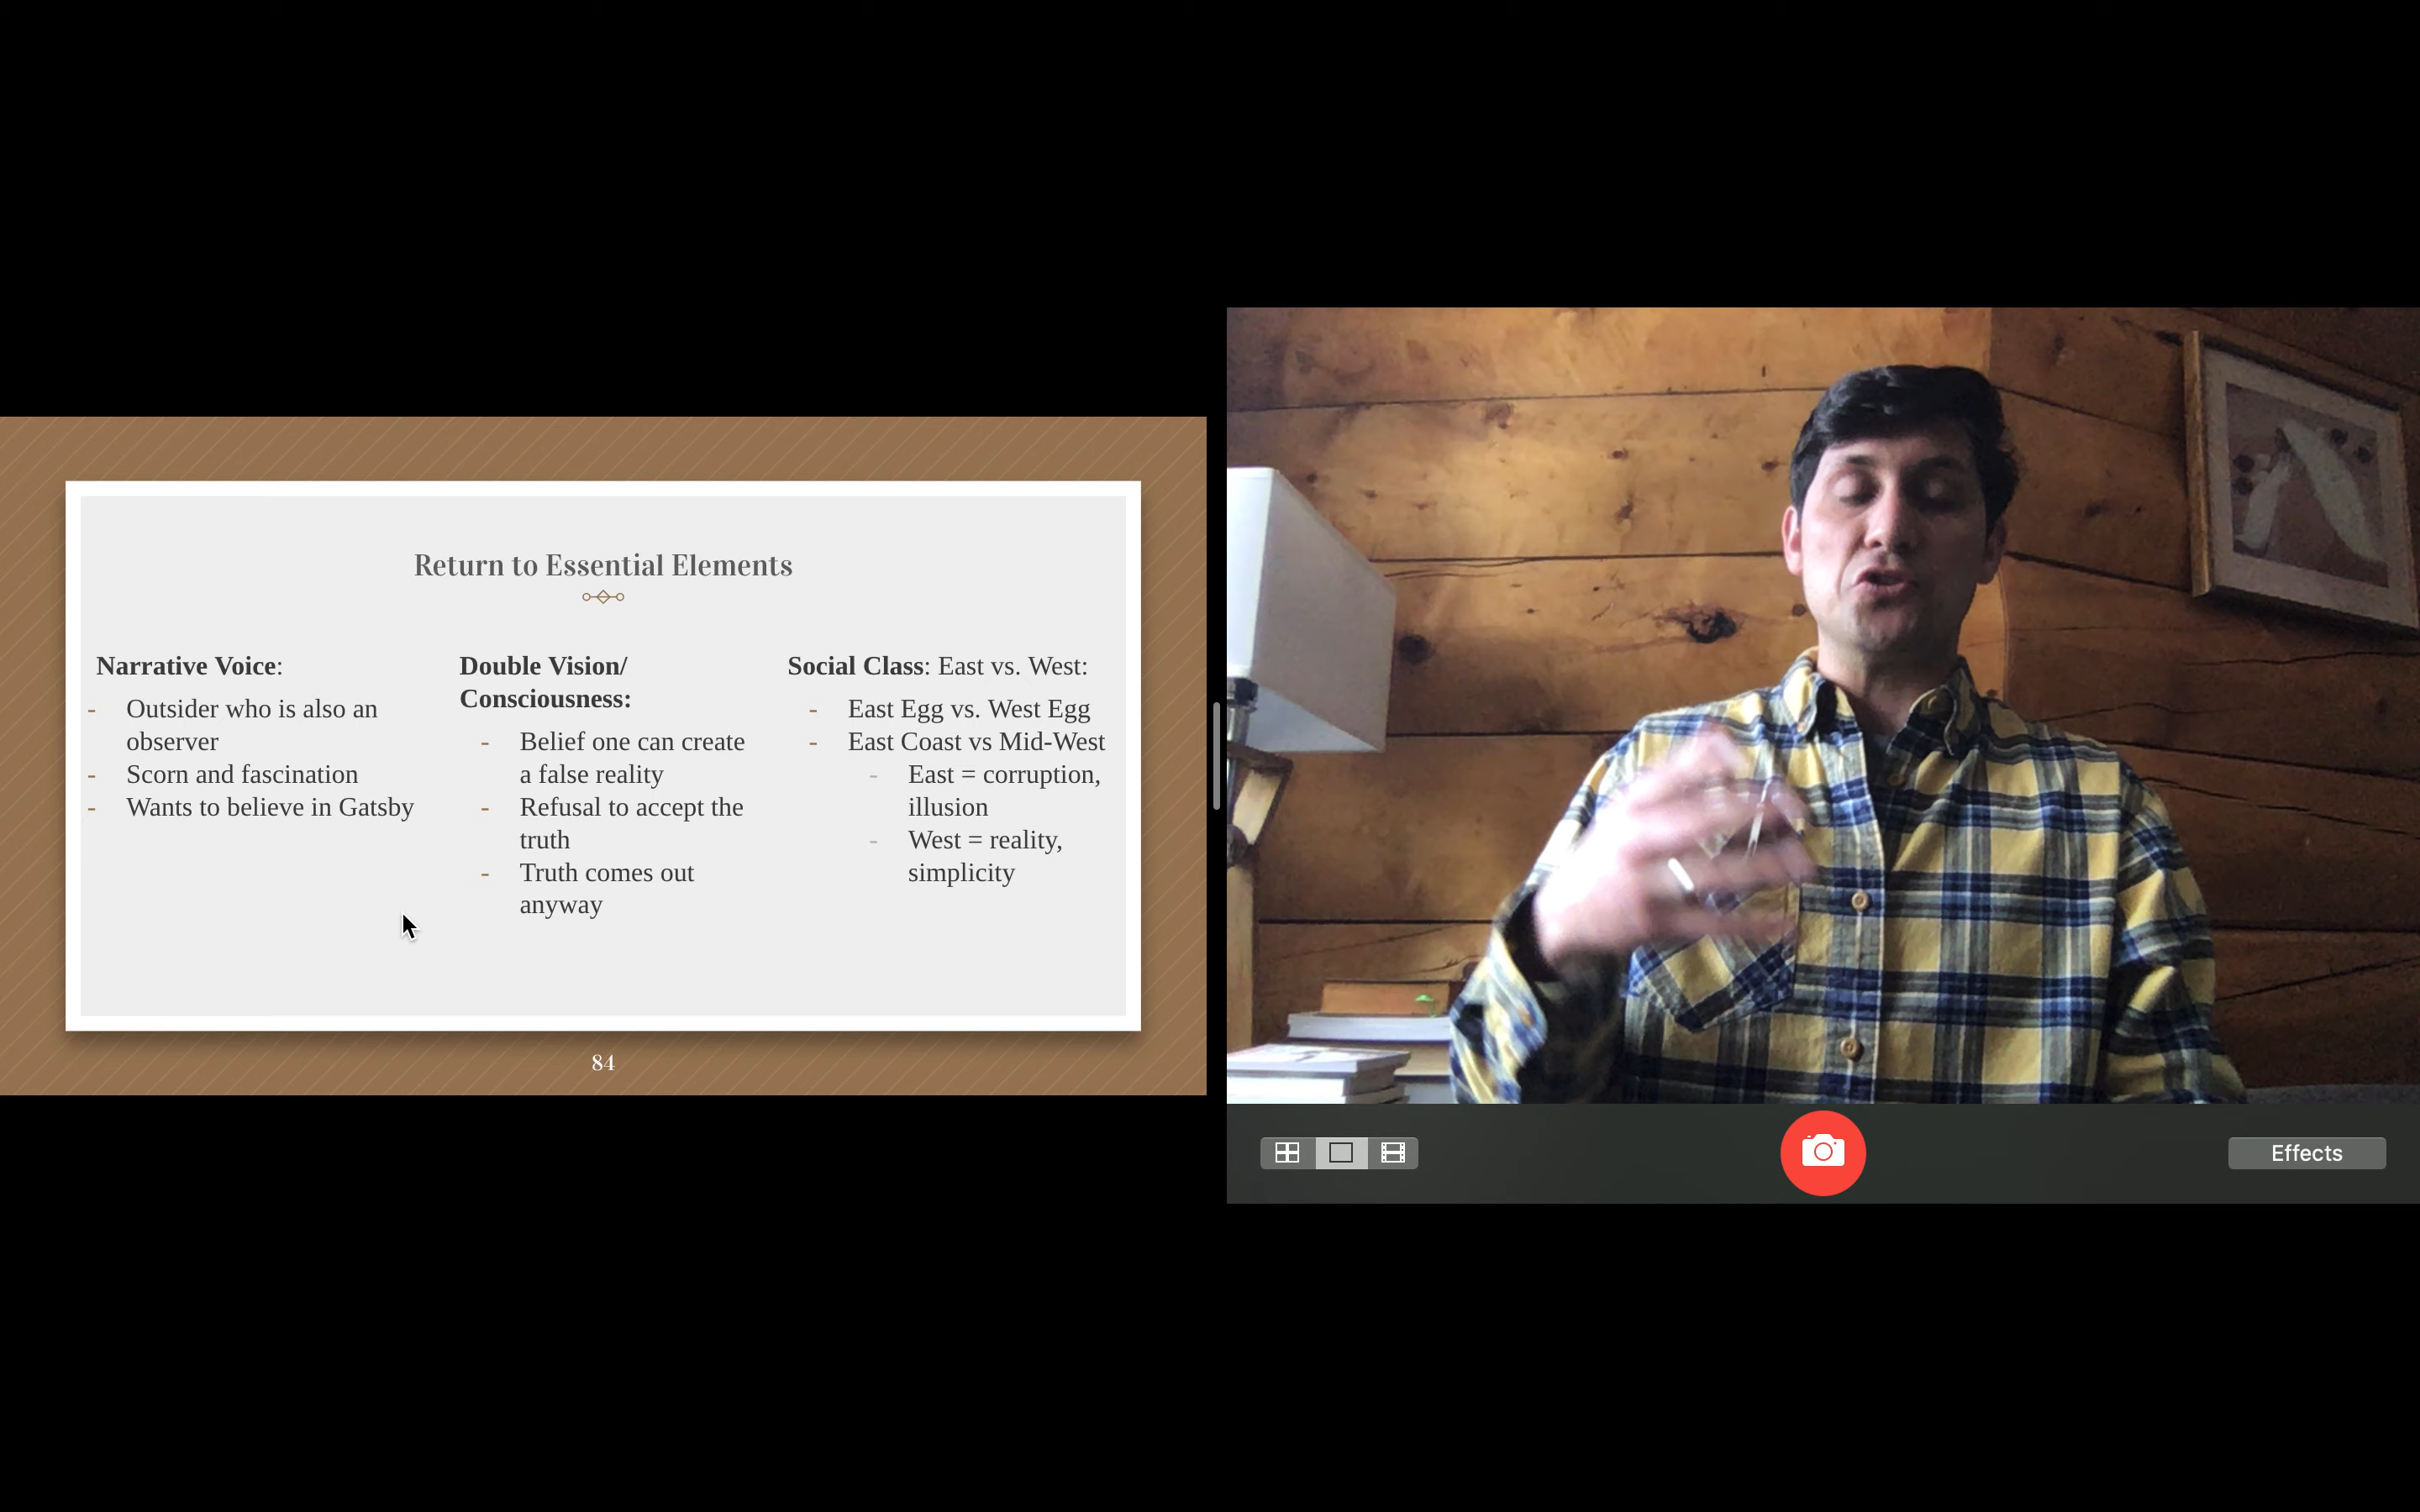 Return to Essential Elements
Narrative Voice:
- Outsider who is also an
observer
- Scorn and fascination
- Wants to believe in Gatsby
Double Vision/
Consciousness:
- Belief one can create
a false reality
- Refusal to accept the
truth
- Truth comes out
anyway
Social Class: East vs. West:
- East Egg vs. West Egg
- East Coast vs Mid-West
- East = corruption,
illusion
- West = reality,
simplicity
84
Effects